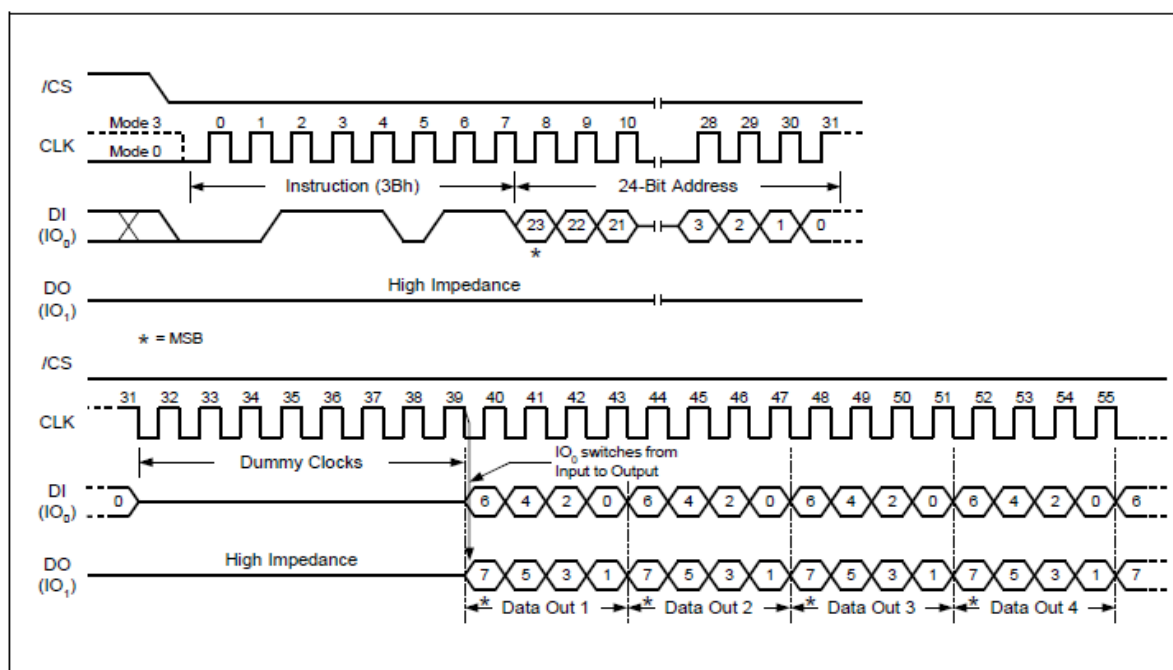 /CS
Mode 3
0 1 2 3 4 5 6 7 8 9 10 28 29 30 31
CLK
Mode 0
Instruction (3Bh)
24-Bit Address
DI
(IO0)
23 22 21 3 2 1 0
*
High Impedance
DO
(IO1)
* = MSB
/CS
31 32 33 34 35 36 37 38 39 40 41 42 43 44 45 46 47 48 49 50 51 52 53 54 55
CLK
Dummy Clocks
IO0 switches from
Input to Output
DI
(IO0)
0 6 4 2 0 6 4 2 0 6 4 2 0 6 4 2 0 6
High Impedance
DO
(IO1)
7 5 3 1 7 5 3 1 7 5 3 1 7 5 3 1 7
* Data Out 1 * Data Out 2 * Data Out 3 * Data Out 4